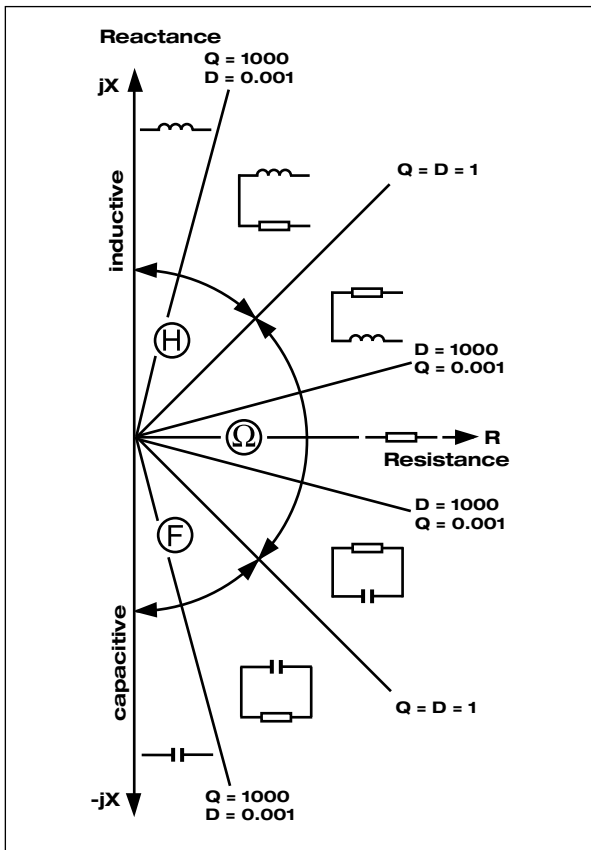 Reactance
jX
Q = 1000
D = 0.001
Q = D = 1
inductive
H
D = 1000
Q = 0.001
Ω
R
Resistance
D = 1000
Q = 0.001
F
capacitive
Q = D = 1
-jX
Q = 1000
D = 0.001